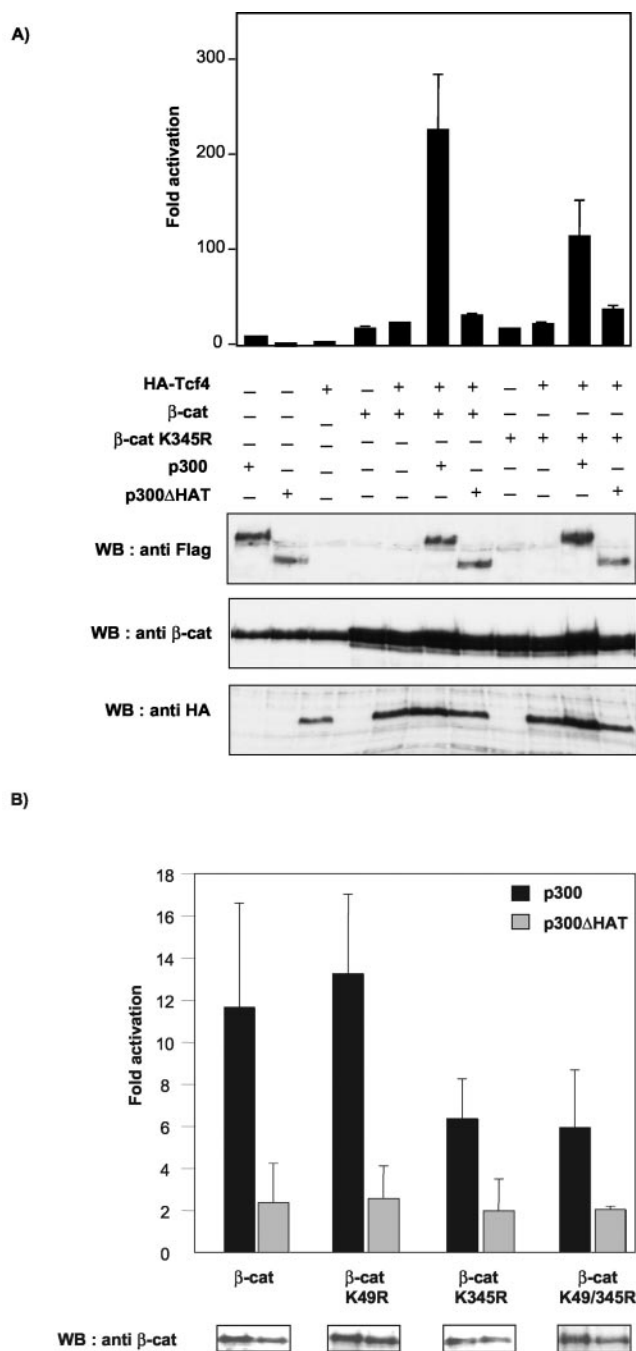 A)
300
200
100
0
Fold activation
HA-Tcf4 – – + – + + + – + + +
β-cat – – – + + + + – – – –
β-cat K345R – – – – – – – + + + +
p300 + – – – – + – – – + –
p300ΔHAT – + – – – – + – – – +
WB : anti Flag
WB : anti β-cat
WB : anti HA
B)
18
16
14
12
10
8
6
4
2
0
Fold activation
p300
p300ΔHAT
β-cat β-cat β-cat β-cat
K49R K345R K49/345R
WB : anti β-cat